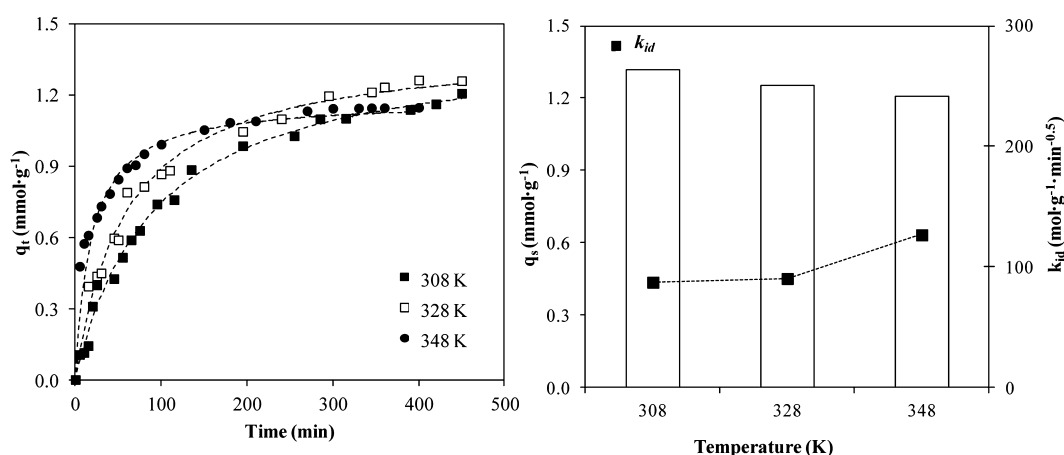 1.5
1.2
0.9
0.6
0.3
0.0
qt (mmol·g-1)
308 K
328 K
348 K
0
100
200
300
400
500
Time (min)
kid
1.5
1.2
0.9
0.6
0.3
0.0
qs (mmol·g-1)
300
200
100
0
kid (mol·g-1·min-0.5)
308
328
348
Temperature (K)